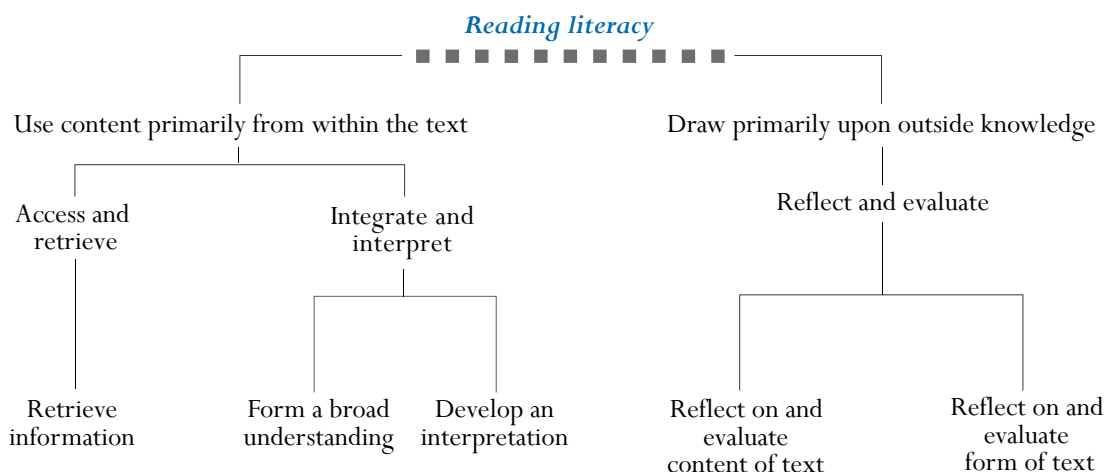 Reading literacy
Use content primarily from within the text
Draw primarily upon outside knowledge
Access and
retrieve
Integrate and
interpret
Reflect and evaluate
Retrieve
information
Form a broad
understanding
Develop an
interpretation
Reflect on and
evaluate
content of text
Reflect on and
evaluate
form of text